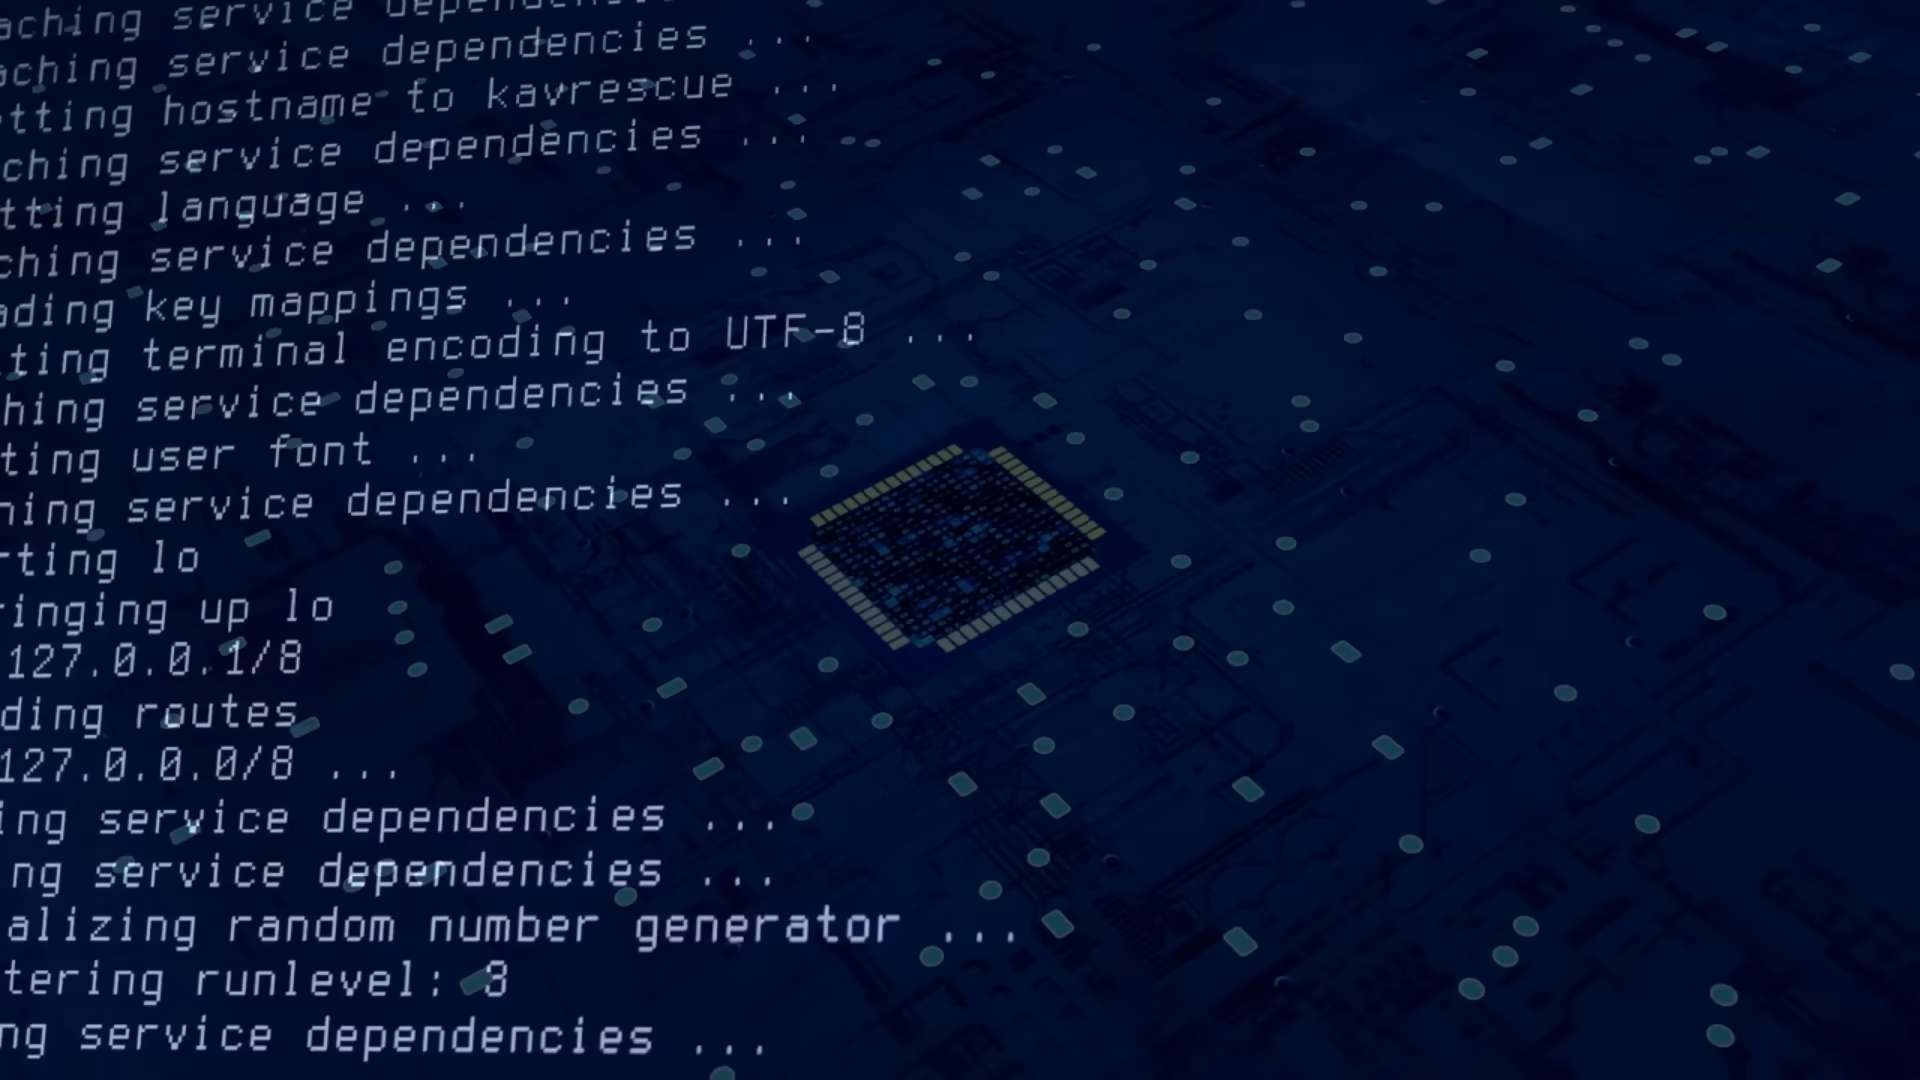 aching service dependencies
aching service dependencies ...
tting hostname to kavrescue ...
ching service dependencies ...
tting language ...
ching service dependencies ...
ading key mappings ...
ting terminal encoding to UTF-8 ...
hing service dependencies ...
ting user font ...
ning service dependencies ...
rting lo
ringing up lo
127.0.0.1/8
ding routes
127.0.0.0/8 ...
ing service dependencies ...
ng service dependencies ...
alizing random number generator ...
tering runlevel: 3
ng service dependencies ...